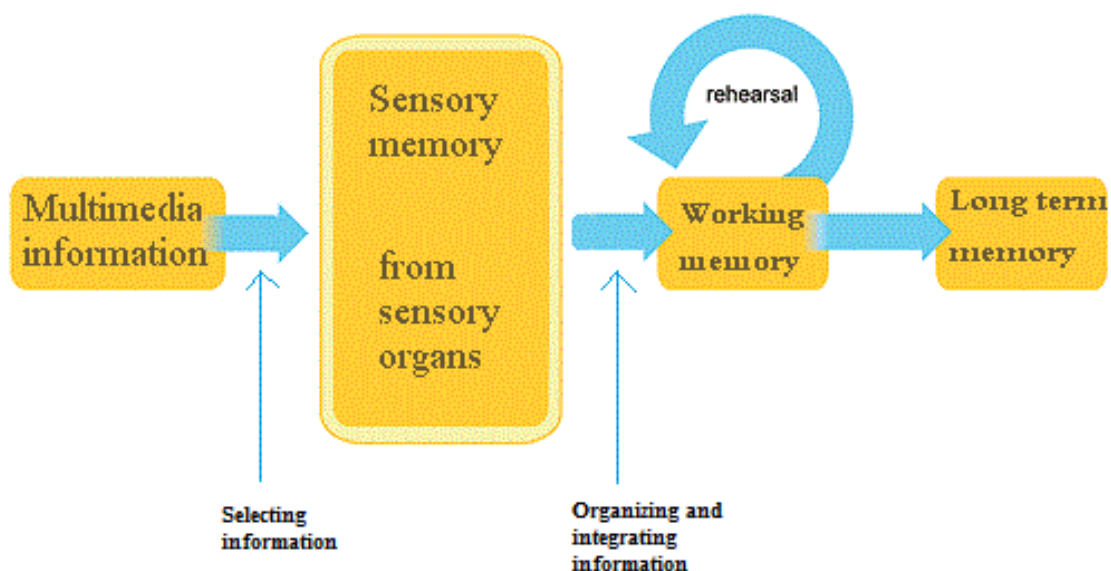 Multimedia
information
Sensory
memory
from
sensory
organs
rehearsal
Working
memory
Long term
memory
Selecting
information
Organizing and
integrating
information